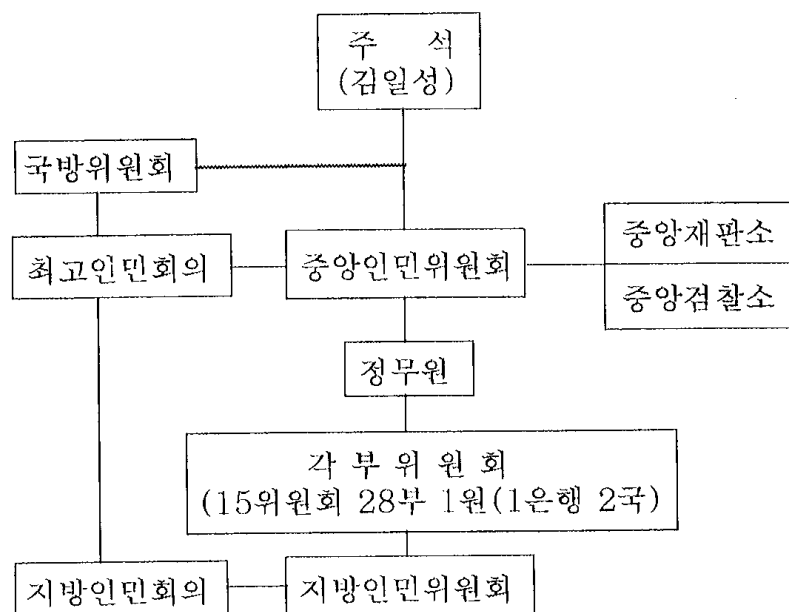 주 석
(김일성)
국방위원회
최고인민회의
중앙인민위원회
중앙재판소
중앙검찰소
정무원
각 부 위 원 회
(15위원회 28부 1원(1은행 2국)
지방인민회의
지방인민위원회